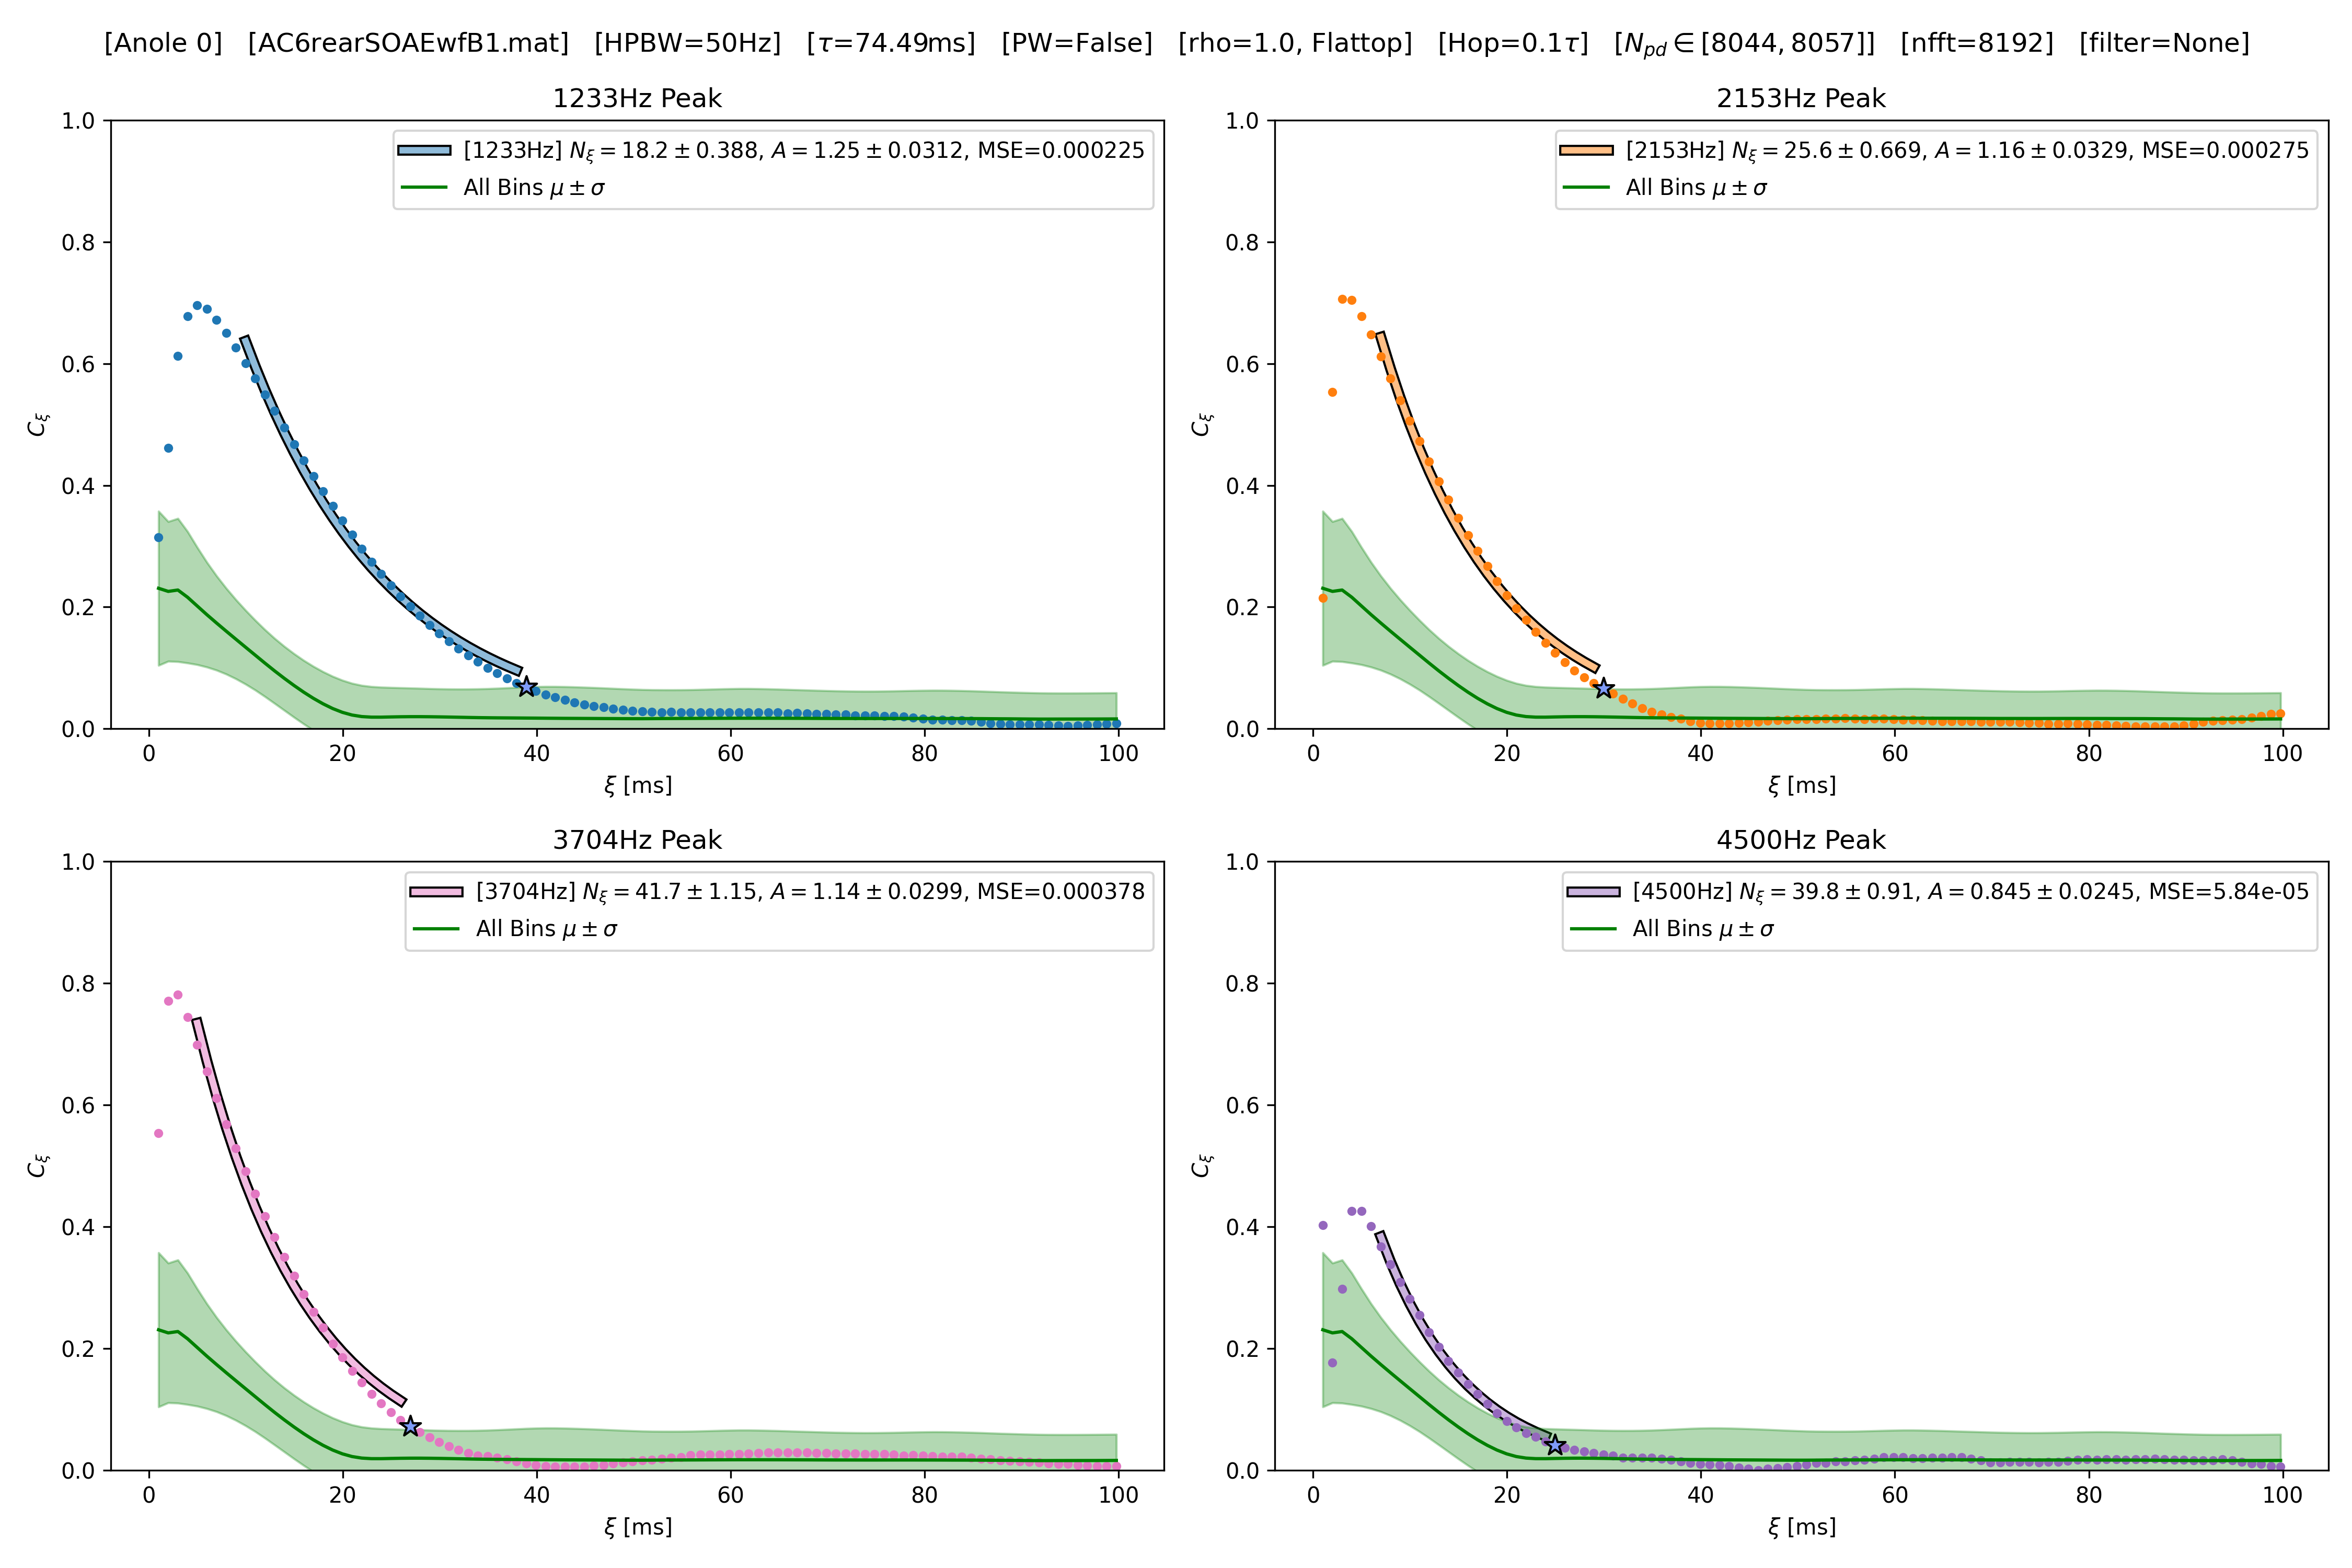 [Anole 0] [AC6rearSOAEwfB1.mat] [HPBW=50Hz] [τ=74.49ms] [PW=False] [rho=1.0, Flattop] [Hop=0.1τ] [N_pd ∈ [8044, 8057]] [nfft=8192] [filter=None]
1233Hz Peak
1.0
0.8
0.6
0.4
0.2
0.0
C_ξ
[1233Hz] N_ξ = 18.2 ± 0.388, A = 1.25 ± 0.0312, MSE=0.000225
All Bins μ ± σ
0 20 40 60 80 100
ξ [ms]
2153Hz Peak
1.0
0.8
0.6
0.4
0.2
0.0
C_ξ
[2153Hz] N_ξ = 25.6 ± 0.669, A = 1.16 ± 0.0329, MSE=0.000275
All Bins μ ± σ
0 20 40 60 80 100
ξ [ms]
3704Hz Peak
1.0
0.8
0.6
0.4
0.2
0.0
C_ξ
[3704Hz] N_ξ = 41.7 ± 1.15, A = 1.14 ± 0.0299, MSE=0.000378
All Bins μ ± σ
0 20 40 60 80 100
ξ [ms]
4500Hz Peak
1.0
0.8
0.6
0.4
0.2
0.0
C_ξ
[4500Hz] N_ξ = 39.8 ± 0.91, A = 0.845 ± 0.0245, MSE=5.84e-05
All Bins μ ± σ
0 20 40 60 80 100
ξ [ms]